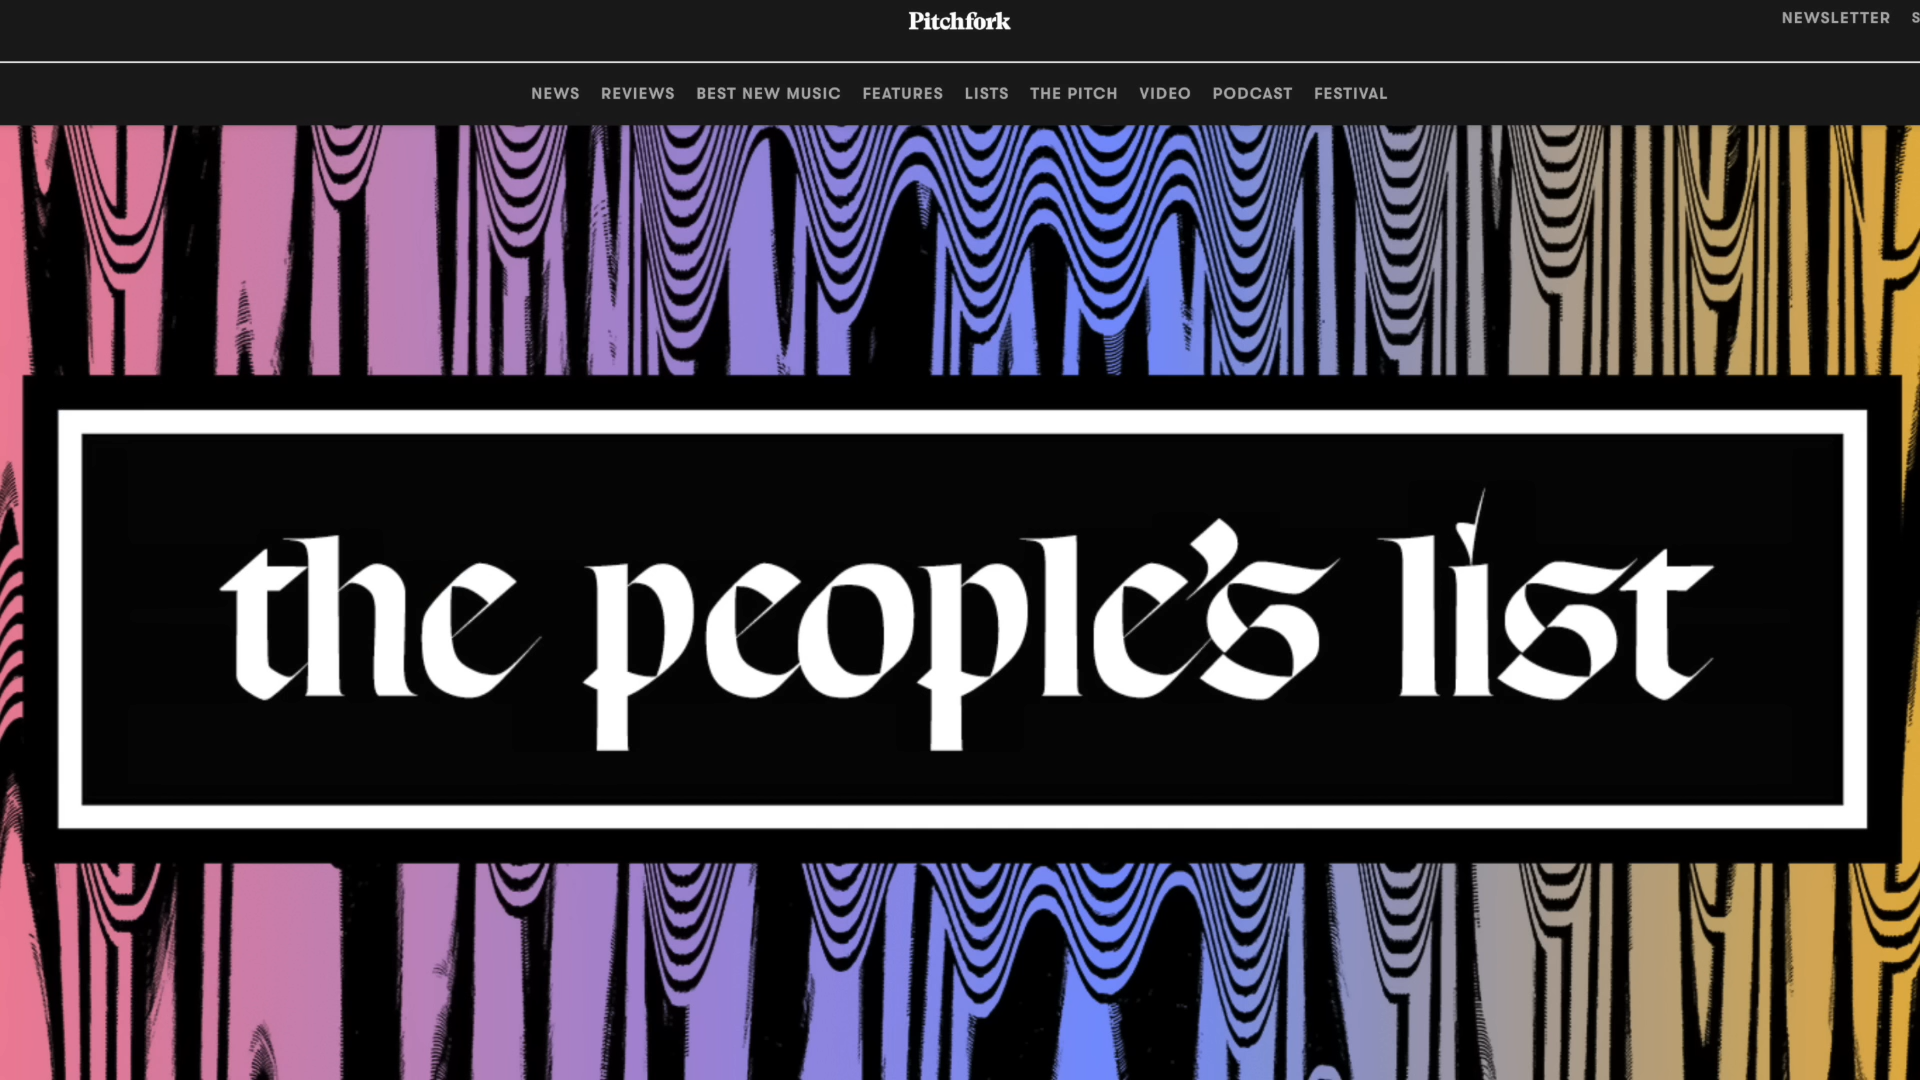 Pitchfork
NEWSLETTER
NEWS REVIEWS BEST NEW MUSIC FEATURES LISTS THE PITCH VIDEO PODCAST FESTIVAL
the people's list